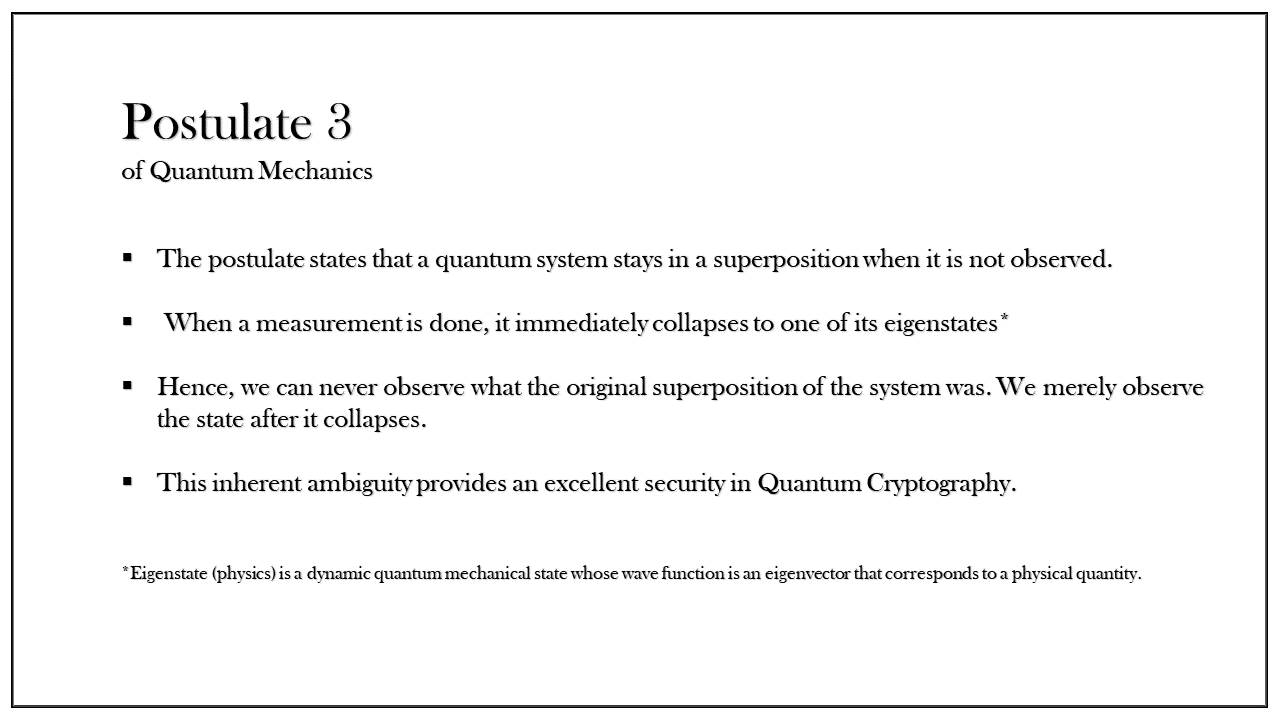 Postulate 3
of Quantum Mechanics
▪ The postulate states that a quantum system stays in a superposition when it is not observed.
▪ When a measurement is done, it immediately collapses to one of its eigenstates*
▪ Hence, we can never observe what the original superposition of the system was. We merely observe
the state after it collapses.
▪ This inherent ambiguity provides an excellent security in Quantum Cryptography.
*Eigenstate (physics) is a dynamic quantum mechanical state whose wave function is an eigenvector that corresponds to a physical quantity.